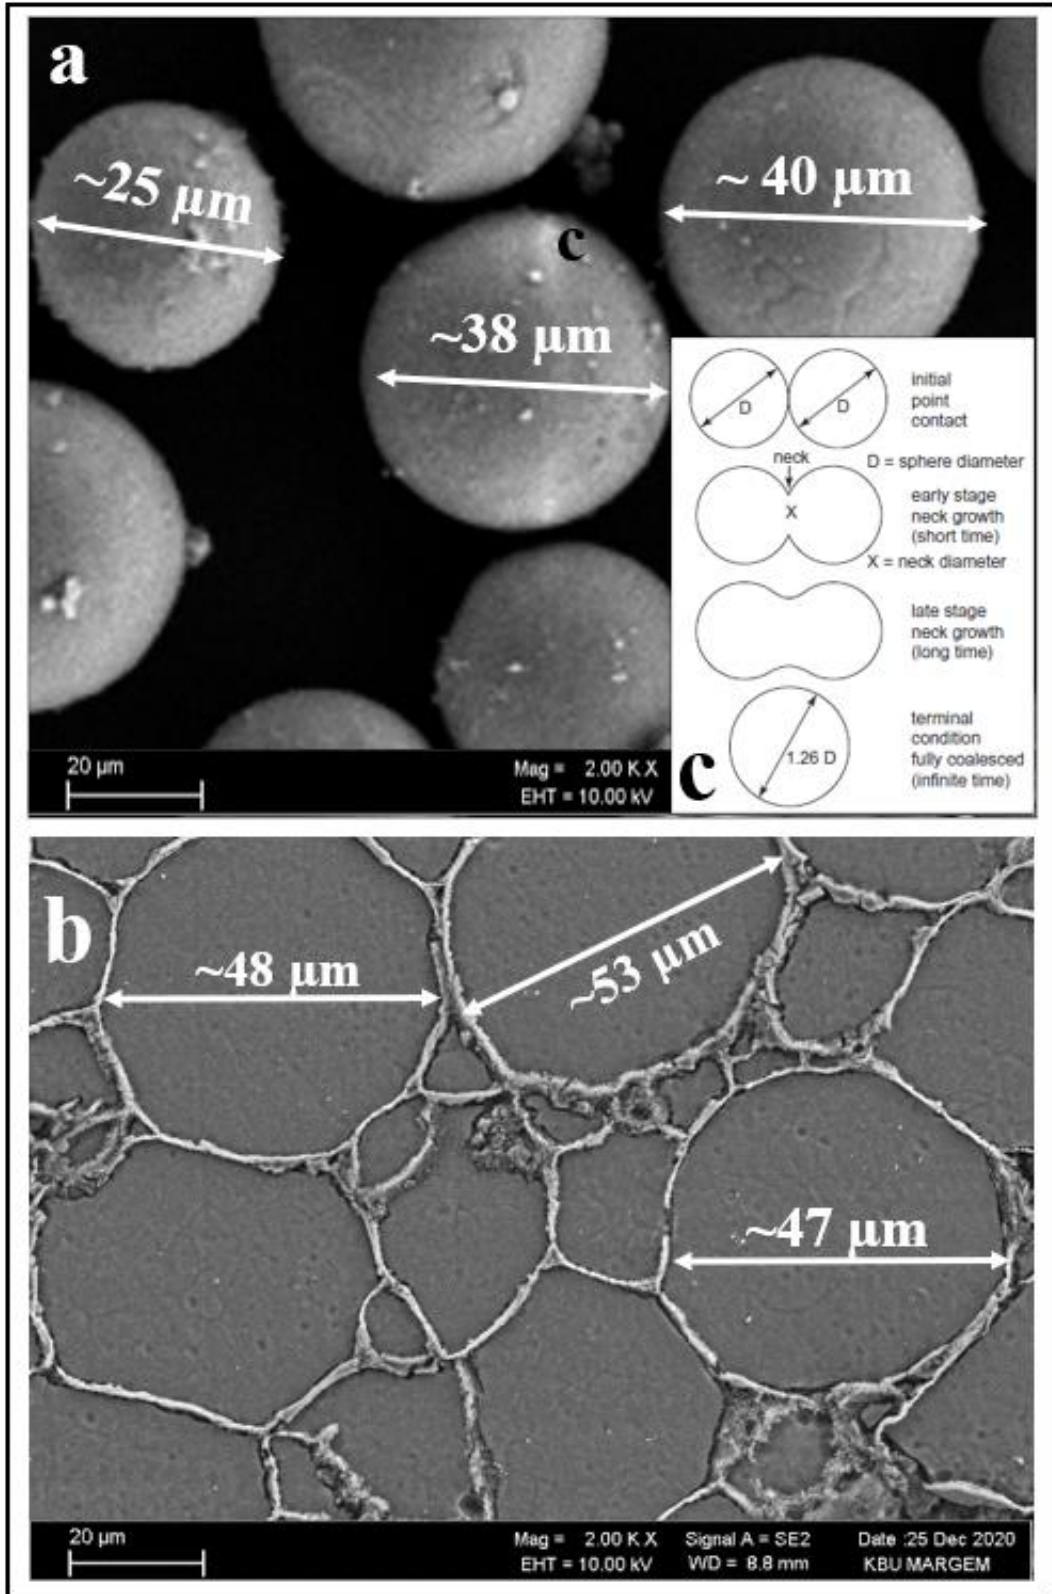 a
~25 µm
~ 40 µm
c
~38 µm
D
D
initial
point
contact
neck
D = sphere diameter
X
early stage
neck growth
(short time)
X = neck diameter
late stage
neck growth
(long time)
1.26 D
terminal
condition
fully coalesced
(infinite time)
c
20 µm
Mag = 2.00 K X
EHT = 10.00 kV
b
~48 µm
~53 µm
~47 µm
20 µm
Mag = 2.00 K X Signal A = SE2 Date :25 Dec 2020
EHT = 10.00 kV WD = 8.8 mm KBU MARGEM